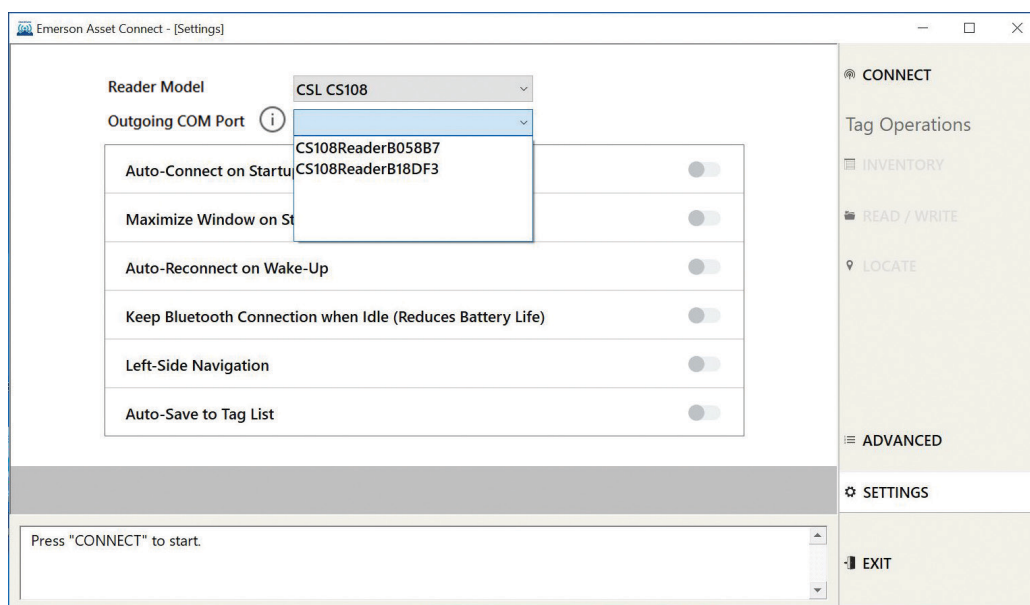 Emerson Asset Connect - [Settings]
Reader Model
CSL CS108
Outgoing COM Port
i
CS108ReaderB058B7
CS108ReaderB18DF3
Auto-Connect on Startu
Maximize Window on St
Auto-Reconnect on Wake-Up
Keep Bluetooth Connection when Idle (Reduces Battery Life)
Left-Side Navigation
Auto-Save to Tag List
Press "CONNECT" to start.
CONNECT
Tag Operations
INVENTORY
READ / WRITE
LOCATE
ADVANCED
SETTINGS
EXIT